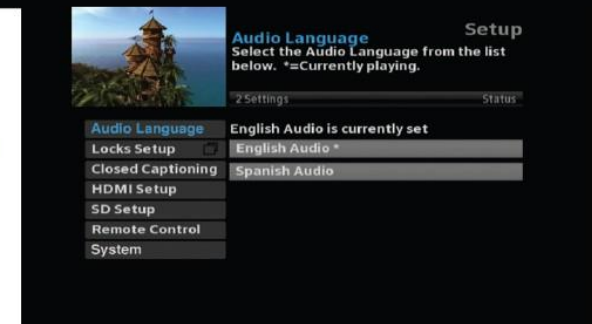 Setup
Audio Language
Select the Audio Language from the list
below. *=Currently playing.
2 Settings Status
Audio Language
English Audio is currently set
Locks Setup
English Audio *
Closed Captioning
Spanish Audio
HDMI Setup
SD Setup
Remote Control
System